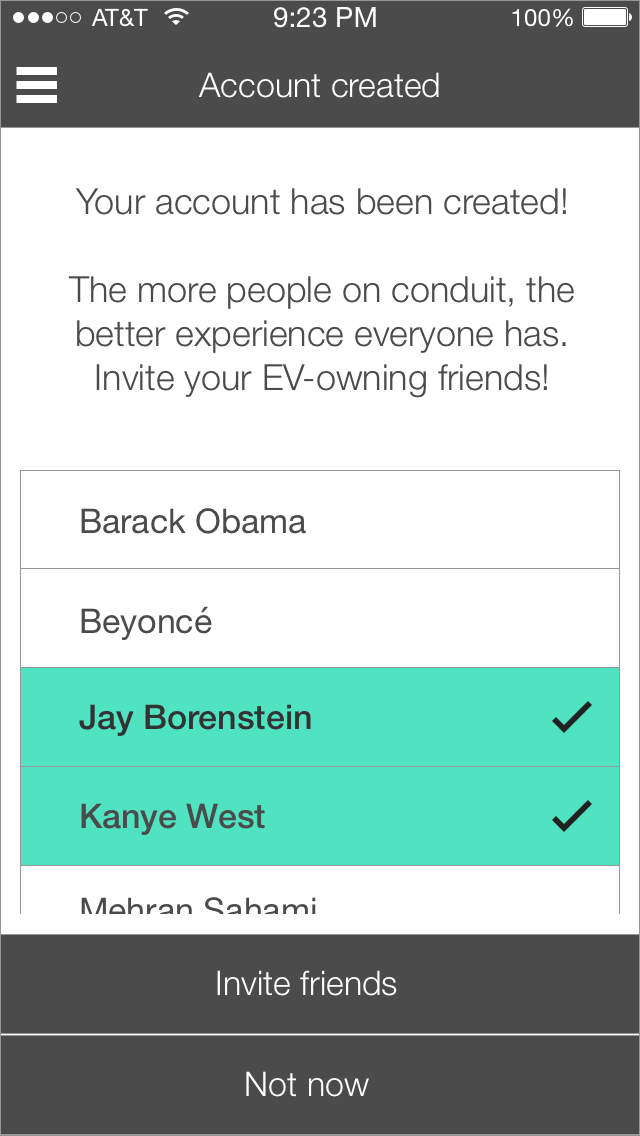 AT&T 9:23 PM 100%
Account created
Your account has been created!
The more people on conduit, the
better experience everyone has.
Invite your EV-owning friends!
Barack Obama
Beyoncé
Jay Borenstein
Kanye West
Mehran Sahami
Invite friends
Not now